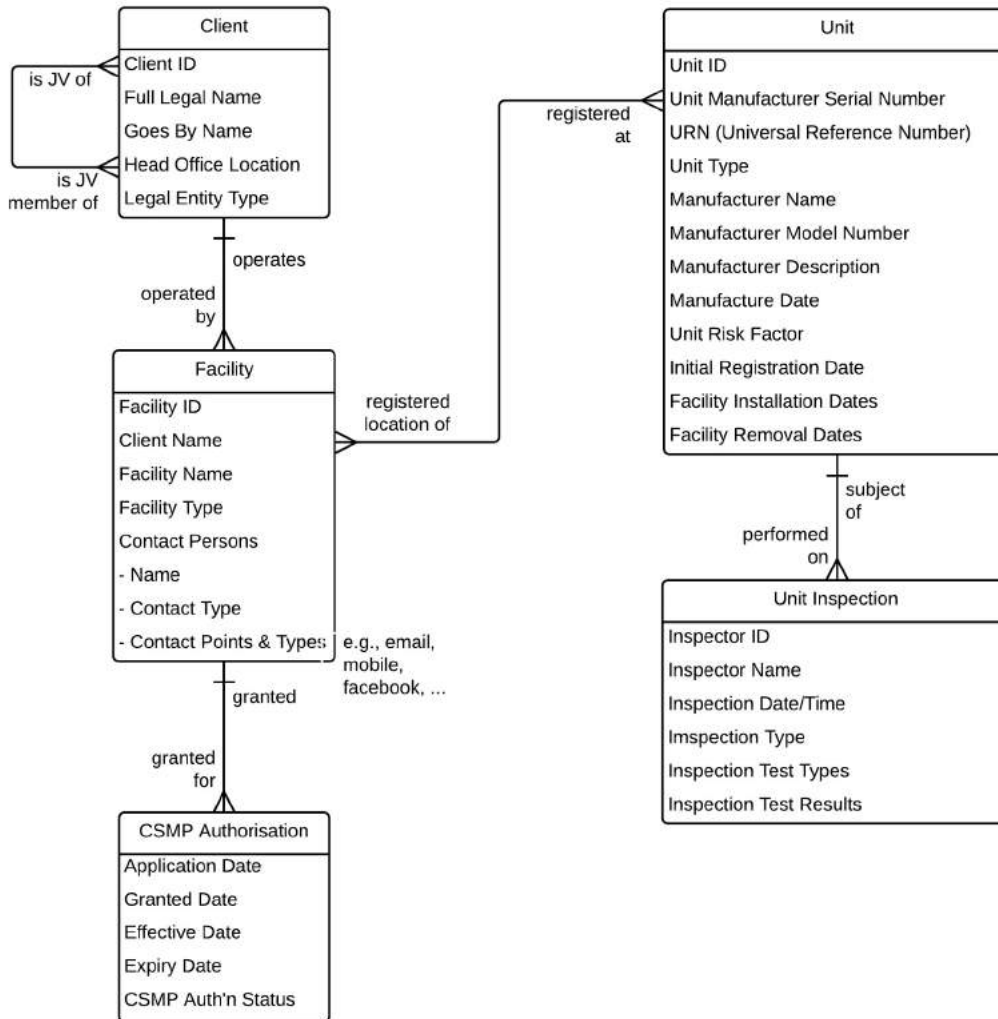 Client
Client ID
Full Legal Name
Goes By Name
Head Office Location
Legal Entity Type
is JV of
is JV
member of
operates
operated
by
Facility
Facility ID
Client Name
Facility Name
Facility Type
Contact Persons
- Name
- Contact Type
- Contact Points & Types
e.g., email,
mobile,
facebook, ...
registered
location of
registered
at
granted
granted
for
CSMP Authorisation
Application Date
Granted Date
Effective Date
Expiry Date
CSMP Auth'n Status
Unit
Unit ID
Unit Manufacturer Serial Number
URN (Universal Reference Number)
Unit Type
Manufacturer Name
Manufacturer Model Number
Manufacturer Description
Manufacture Date
Unit Risk Factor
Initial Registration Date
Facility Installation Dates
Facility Removal Dates
subject
of
performed
on
Unit Inspection
Inspector ID
Inspector Name
Inspection Date/Time
Imspection Type
Inspection Test Types
Inspection Test Results